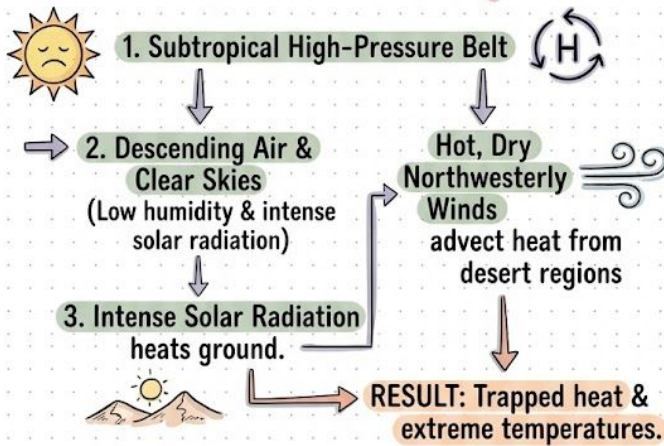 1. Subtropical High-Pressure Belt
H
2. Descending Air &
Clear Skies
(Low humidity & intense
solar radiation)
Hot, Dry
Northwesterly
Winds
advect heat from
desert regions
3. Intense Solar Radiation
heats ground.
RESULT: Trapped heat &
extreme temperatures.